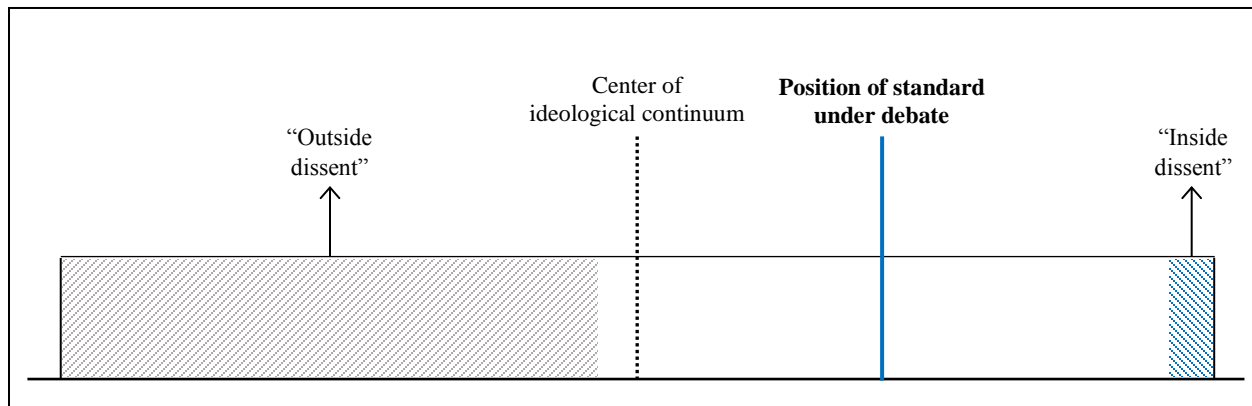 Center of
ideological continuum
Position of standard
under debate
“Outside
dissent”
“Inside
dissent”